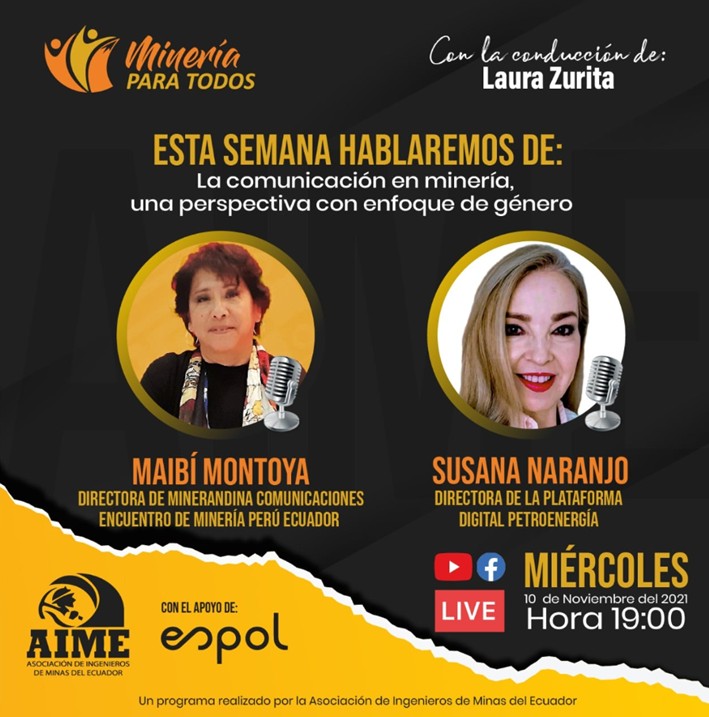 Minería
PARA TODOS
Con la conducción de:
Laura Zurita
ESTA SEMANA HABLAREMOS DE:
La comunicación en minería,
una perspectiva con enfoque de género
MAIBÍ MONTOYA
DIRECTORA DE MINERANDINA COMUNICACIONES
ENCUENTRO DE MINERÍA PERÚ ECUADOR
SUSANA NARANJO
DIRECTORA DE LA PLATAFORMA
DIGITAL PETROENERGÍA
LIVE
MIÉRCOLES
10 de Noviembre del 2021
Hora 19:00
AIME
ASOCIACIÓN DE INGENIEROS
DE MINAS DEL ECUADOR
CON EL APOYO DE:
espol
Un programa realizado por la Asociación de Ingenieros de Minas del Ecuador